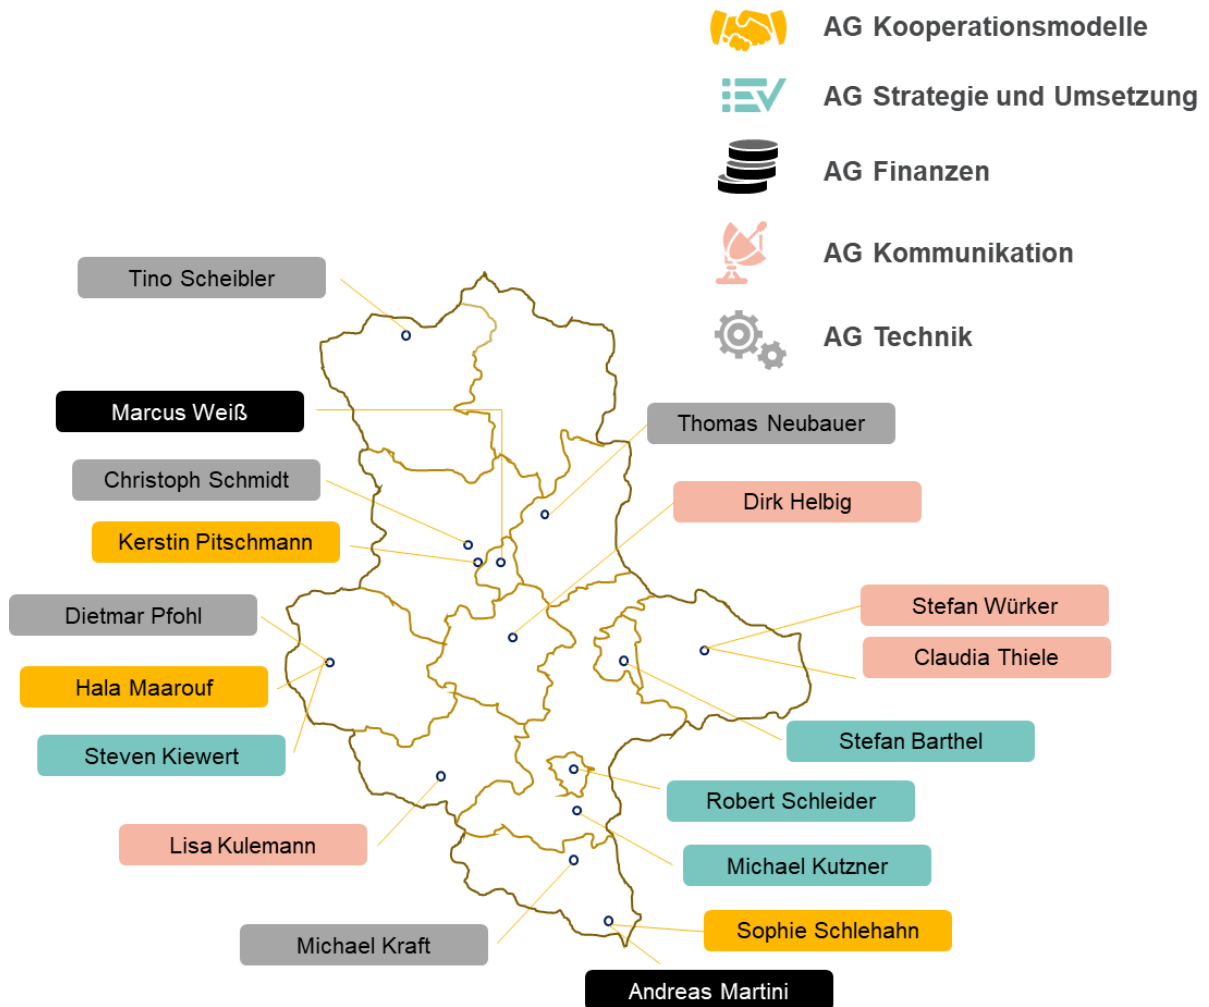 AG Kooperationsmodelle
AG Strategie und Umsetzung
AG Finanzen
AG Kommunikation
AG Technik
Tino Scheibler
Marcus Weiß
Thomas Neubauer
Christoph Schmidt
Dirk Helbig
Kerstin Pitschmann
Stefan Würker
Dietmar Pfohl
Claudia Thiele
Hala Maarouf
Stefan Barthel
Steven Kiewert
Robert Schleider
Lisa Kulemann
Michael Kutzner
Sophie Schlehahn
Michael Kraft
Andreas Martini